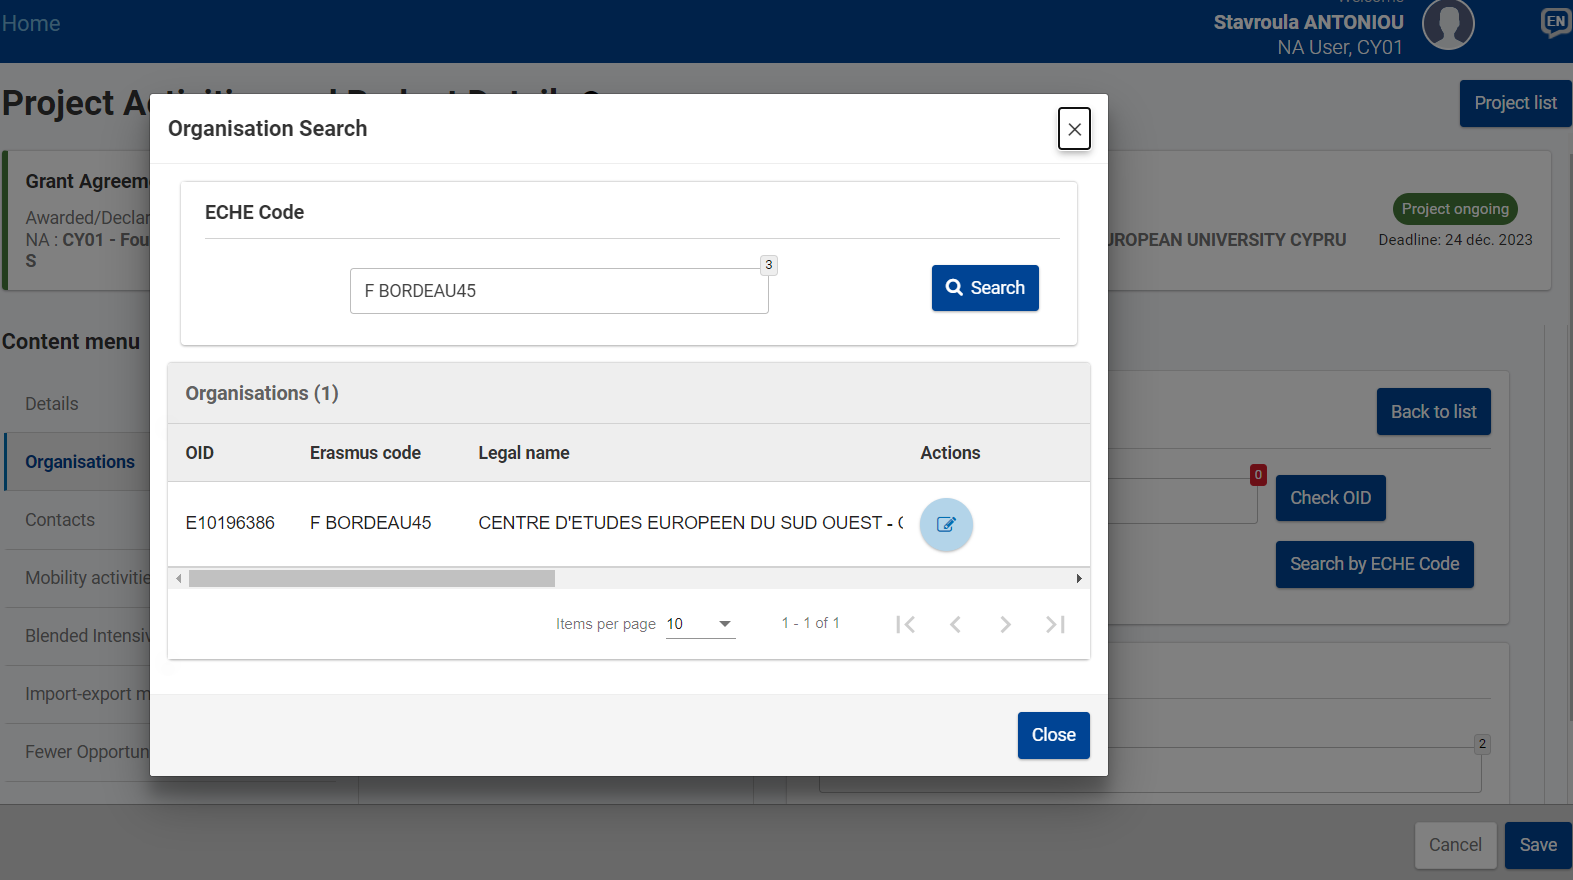 Home
Stavroula ANTONIOU
NA User, CY01
EN
Project
Project list
Organisation Search
Grant
Awarded/Declar
NA : CY01 - Fou
S
EUROPEAN UNIVERSITY CYPRU
Project ongoing
Deadline: 24 déc. 2023
ECHE Code
3
F BORDEAU45
Search
Content menu
Details
Organisations
Contacts
Mobility activitie
Blended Intensiv
Import-export m
Fewer Opportun
Organisations (1)
OID
Erasmus code
Legal name
Actions
E10196386
F BORDEAU45
CENTRE D'ETUDES EUROPEEN DU SUD OUEST -
Items per page
10
1 - 1 of 1
Close
Back to list
0
Check OID
Search by ECHE Code
2
Cancel
Save